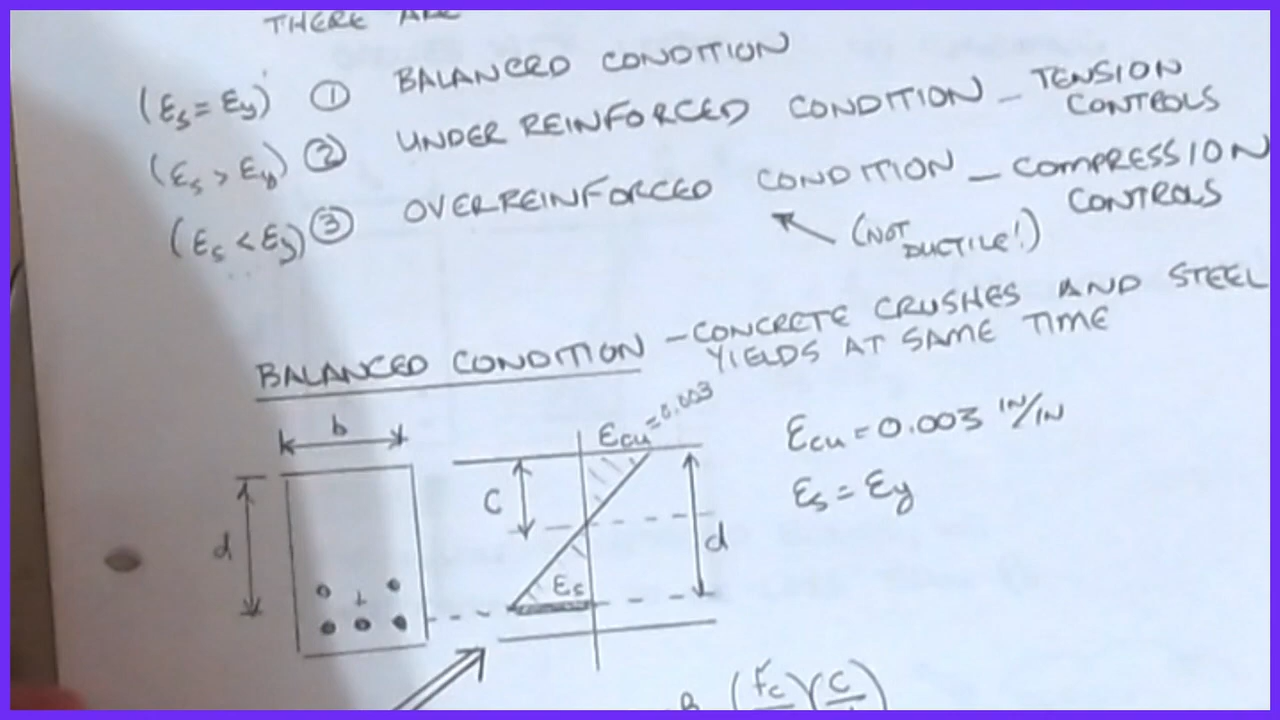 THERE ARE
(εs = εy) ① BALANCED CONDITION
(εs > εy) ② UNDER REINFORCED CONDITION – TENSION CONTROLS
(εs < εy) ③ OVERREINFORCED CONDITION – COMPRESSION CONTROLS
(NOT DUCTILE!)
BALANCED CONDITION – CONCRETE CRUSHES AND STEEL
YIELDS AT SAME TIME
b
d
εcu = 0.003
c
εs
d
εcu = 0.003 IN/IN
εs = εy
(f'c)(c)